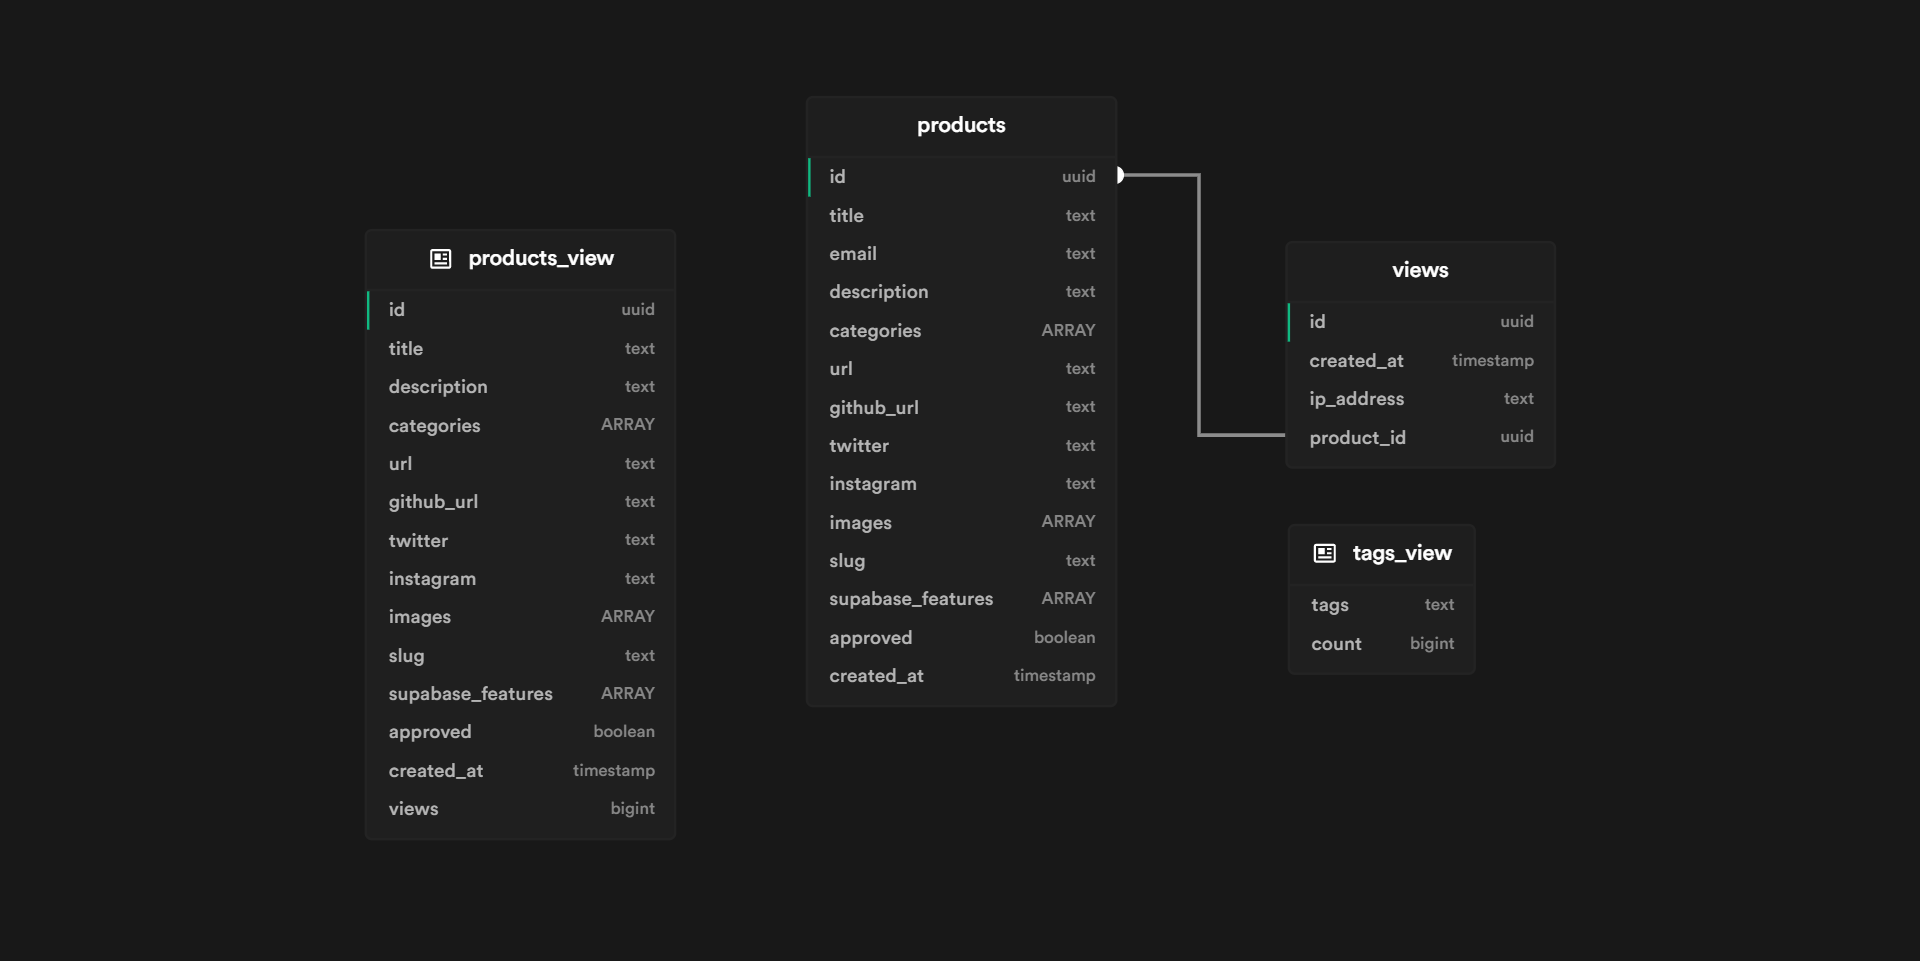 products_view
id uuid
title text
description text
categories ARRAY
url text
github_url text
twitter text
instagram text
images ARRAY
slug text
supabase_features ARRAY
approved boolean
created_at timestamp
views bigint
products
id uuid
title text
email text
description text
categories ARRAY
url text
github_url text
twitter text
instagram text
images ARRAY
slug text
supabase_features ARRAY
approved boolean
created_at timestamp
views
id uuid
created_at timestamp
ip_address text
product_id uuid
tags_view
tags text
count bigint